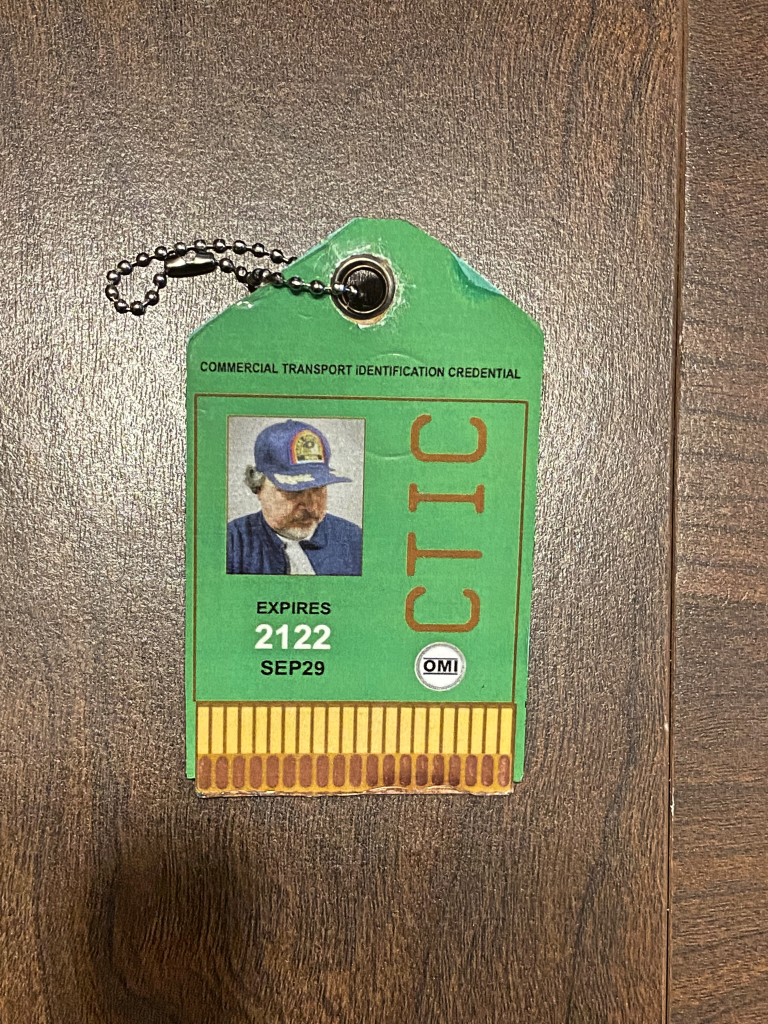 COMMERCIAL TRANSPORT IDENTIFICATION CREDENTIAL
CTIC
EXPIRES
2122
SEP29
OMI